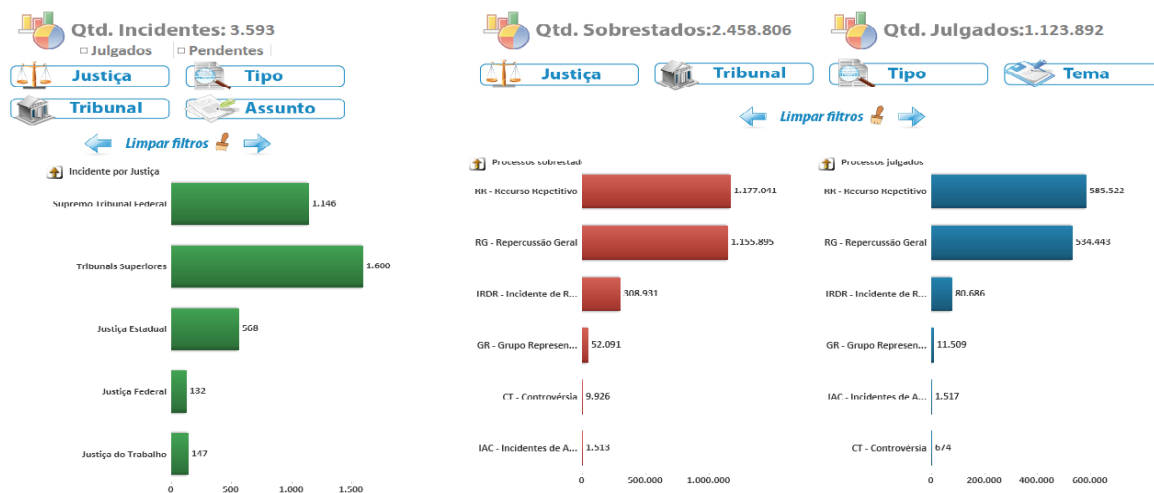 Qtd. Incidentes: 3.593
Julgados Pendentes
Justiça
Tipo
Tribunal
Assunto
Limpar filtros
Incidente por Justiça
Supremo Tribunal Federal 1.146
Tribunais Superiores 1.600
Justiça Estadual 568
Justiça Federal 132
Justiça do Trabalho 147
0 500 1.000 1.500
Qtd. Sobrestados:2.458.806
Qtd. Julgados:1.123.892
Justiça
Tribunal
Tipo
Tema
Limpar filtros
Processos sobrestad
RR - Recurso Repetitivo 1.177.041
RG - Repercussão Geral 1.155.895
IRDR - Incidente de R... 308.931
GR - Grupo Represen... 52.091
CT - Controvérsia 9.926
IAC - Incidentes de A... 1.513
0 500.000 1.000.000
Processos julgados
RR - Recurso Repetitivo 585.522
RG - Repercussão Geral 534.443
IRDR - Incidente de R... 80.686
GR - Grupo Represen... 11.509
IAC - Incidentes de A... 1.517
CT - Controvérsia 674
0 200.000 400.000 600.000